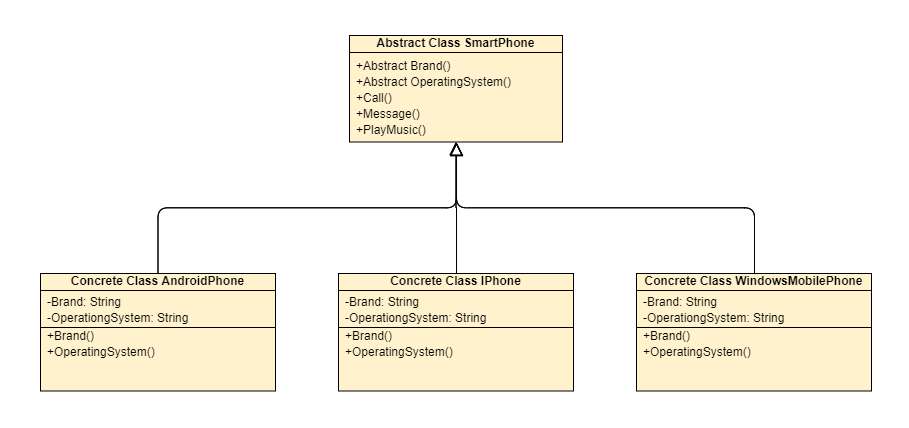 Abstract Class SmartPhone
+Abstract Brand()
+Abstract OperatingSystem()
+Call()
+Message()
+PlayMusic()
Concrete Class AndroidPhone
-Brand: String
-OperationgSystem: String
+Brand()
+OperatingSystem()
Concrete Class IPhone
-Brand: String
-OperationgSystem: String
+Brand()
+OperatingSystem()
Concrete Class WindowsMobilePhone
-Brand: String
-OperationgSystem: String
+Brand()
+OperatingSystem()